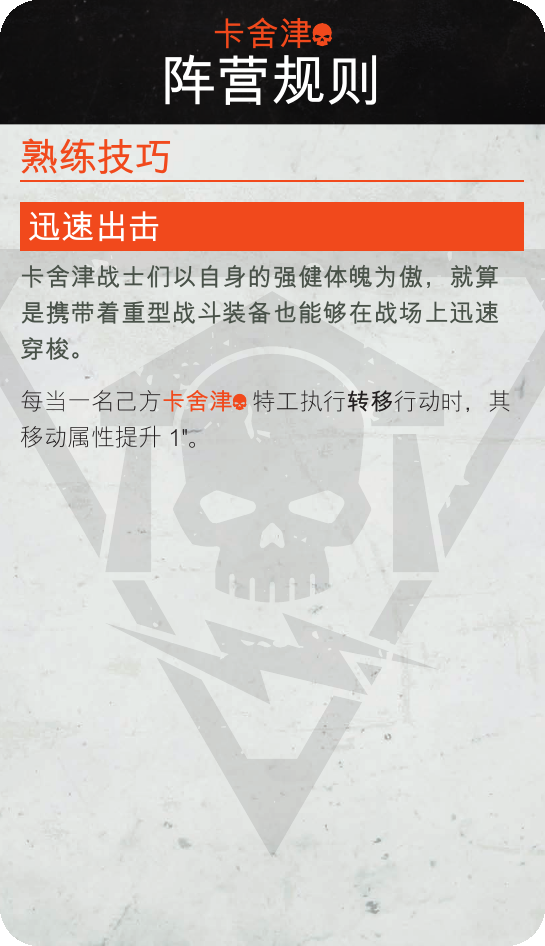 卡舍津
阵营规则
熟练技巧
迅速出击
卡舍津战士们以自身的强健体魄为傲，就算
是携带着重型战斗装备也能够在战场上迅速
穿梭。
每当一名己方卡舍津 特工执行转移行动时，其
移动属性提升 1"。